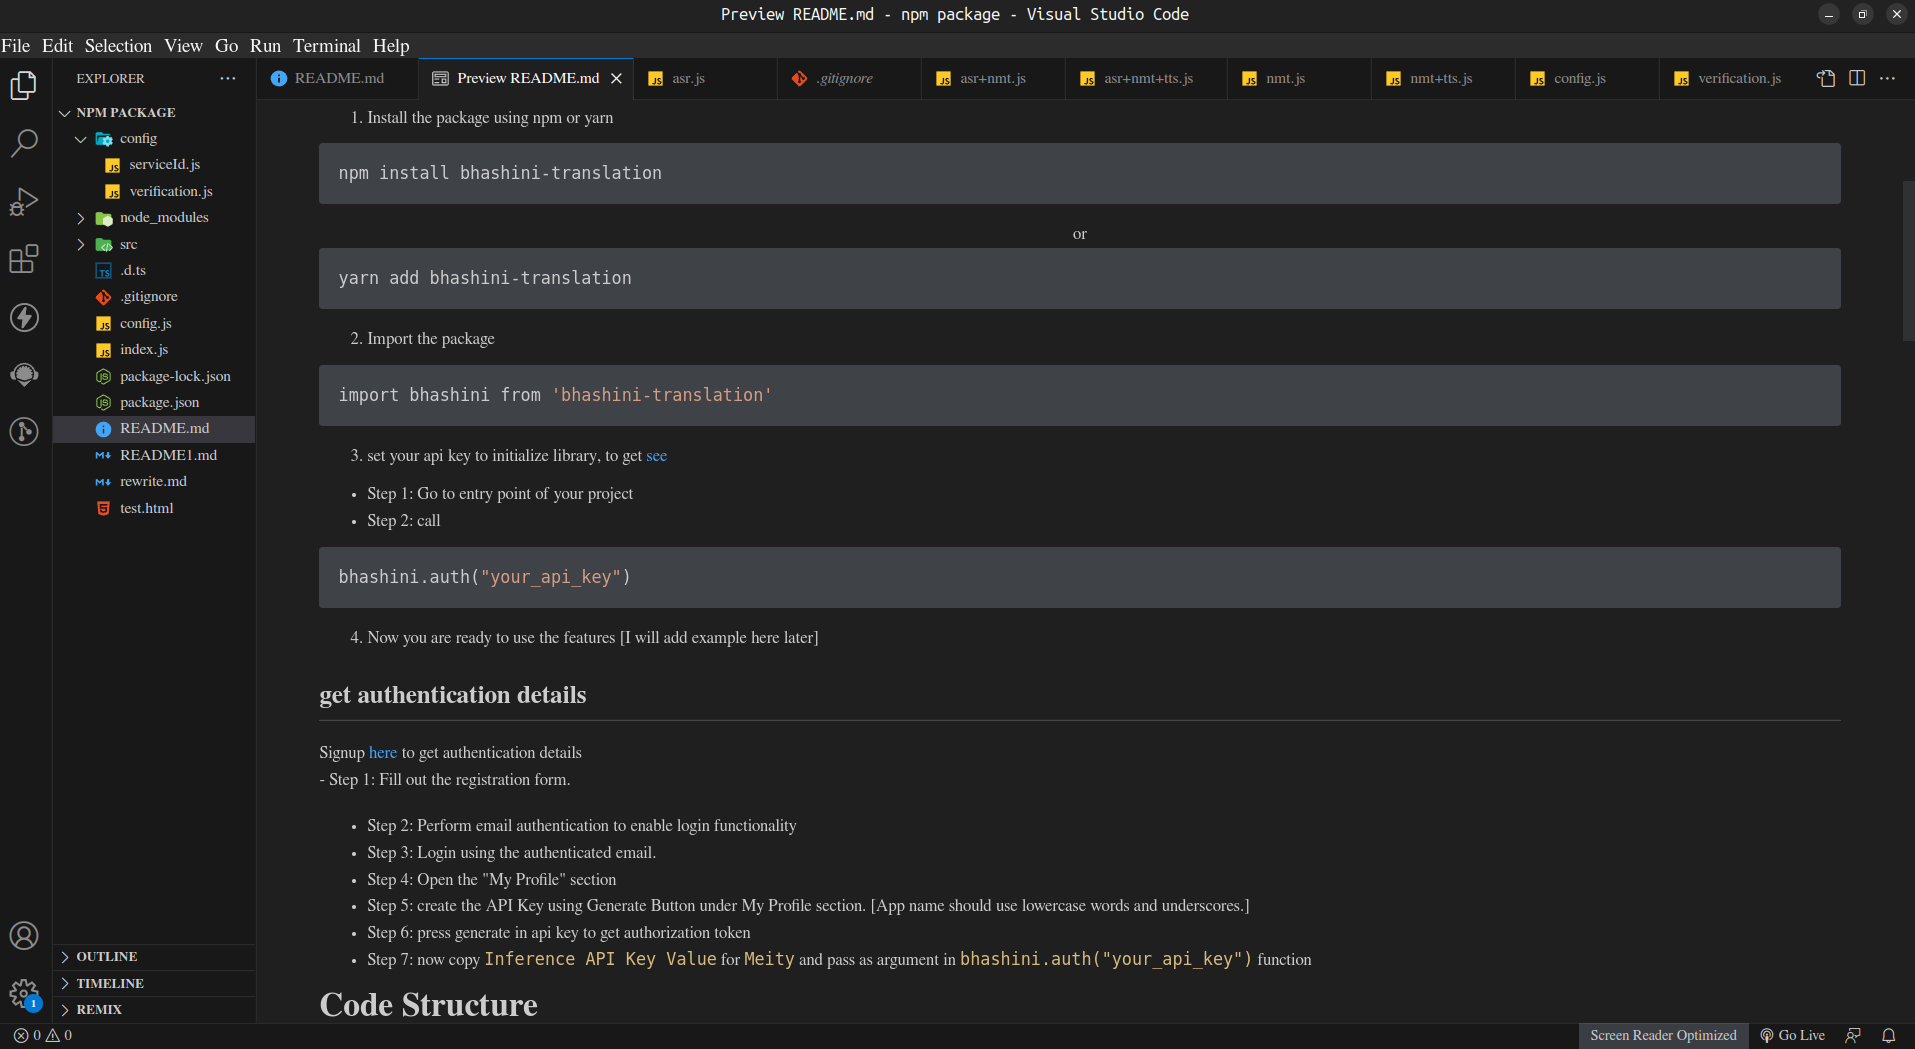 Preview README.md - npm package - Visual Studio Code
File Edit Selection View Go Run Terminal Help
EXPLORER
README.md
Preview README.md
asr.js
.gitignore
asr+nmt.js
asr+nmt+tts.js
nmt.js
nmt+tts.js
config.js
verification.js
NPM PACKAGE
config
serviceId.js
verification.js
node_modules
src
.d.ts
.gitignore
config.js
index.js
package-lock.json
package.json
README.md
README1.md
rewrite.md
test.html
OUTLINE
TIMELINE
REMIX
1. Install the package using npm or yarn
npm install bhashini-translation
or
yarn add bhashini-translation
2. Import the package
import bhashini from 'bhashini-translation'
3. set your api key to initialize library, to get see
• Step 1: Go to entry point of your project
• Step 2: call
bhashini.auth("your_api_key")
4. Now you are ready to use the features [I will add example here later]
get authentication details
Signup here to get authentication details
- Step 1: Fill out the registration form.
• Step 2: Perform email authentication to enable login functionality
• Step 3: Login using the authenticated email.
• Step 4: Open the "My Profile" section
• Step 5: create the API Key using Generate Button under My Profile section. [App name should use lowercase words and underscores.]
• Step 6: press generate in api key to get authorization token
• Step 7: now copy Inference API Key Value for Meity and pass as argument in bhashini.auth("your_api_key") function
Code Structure
1
0 0
Screen Reader Optimized
Go Live